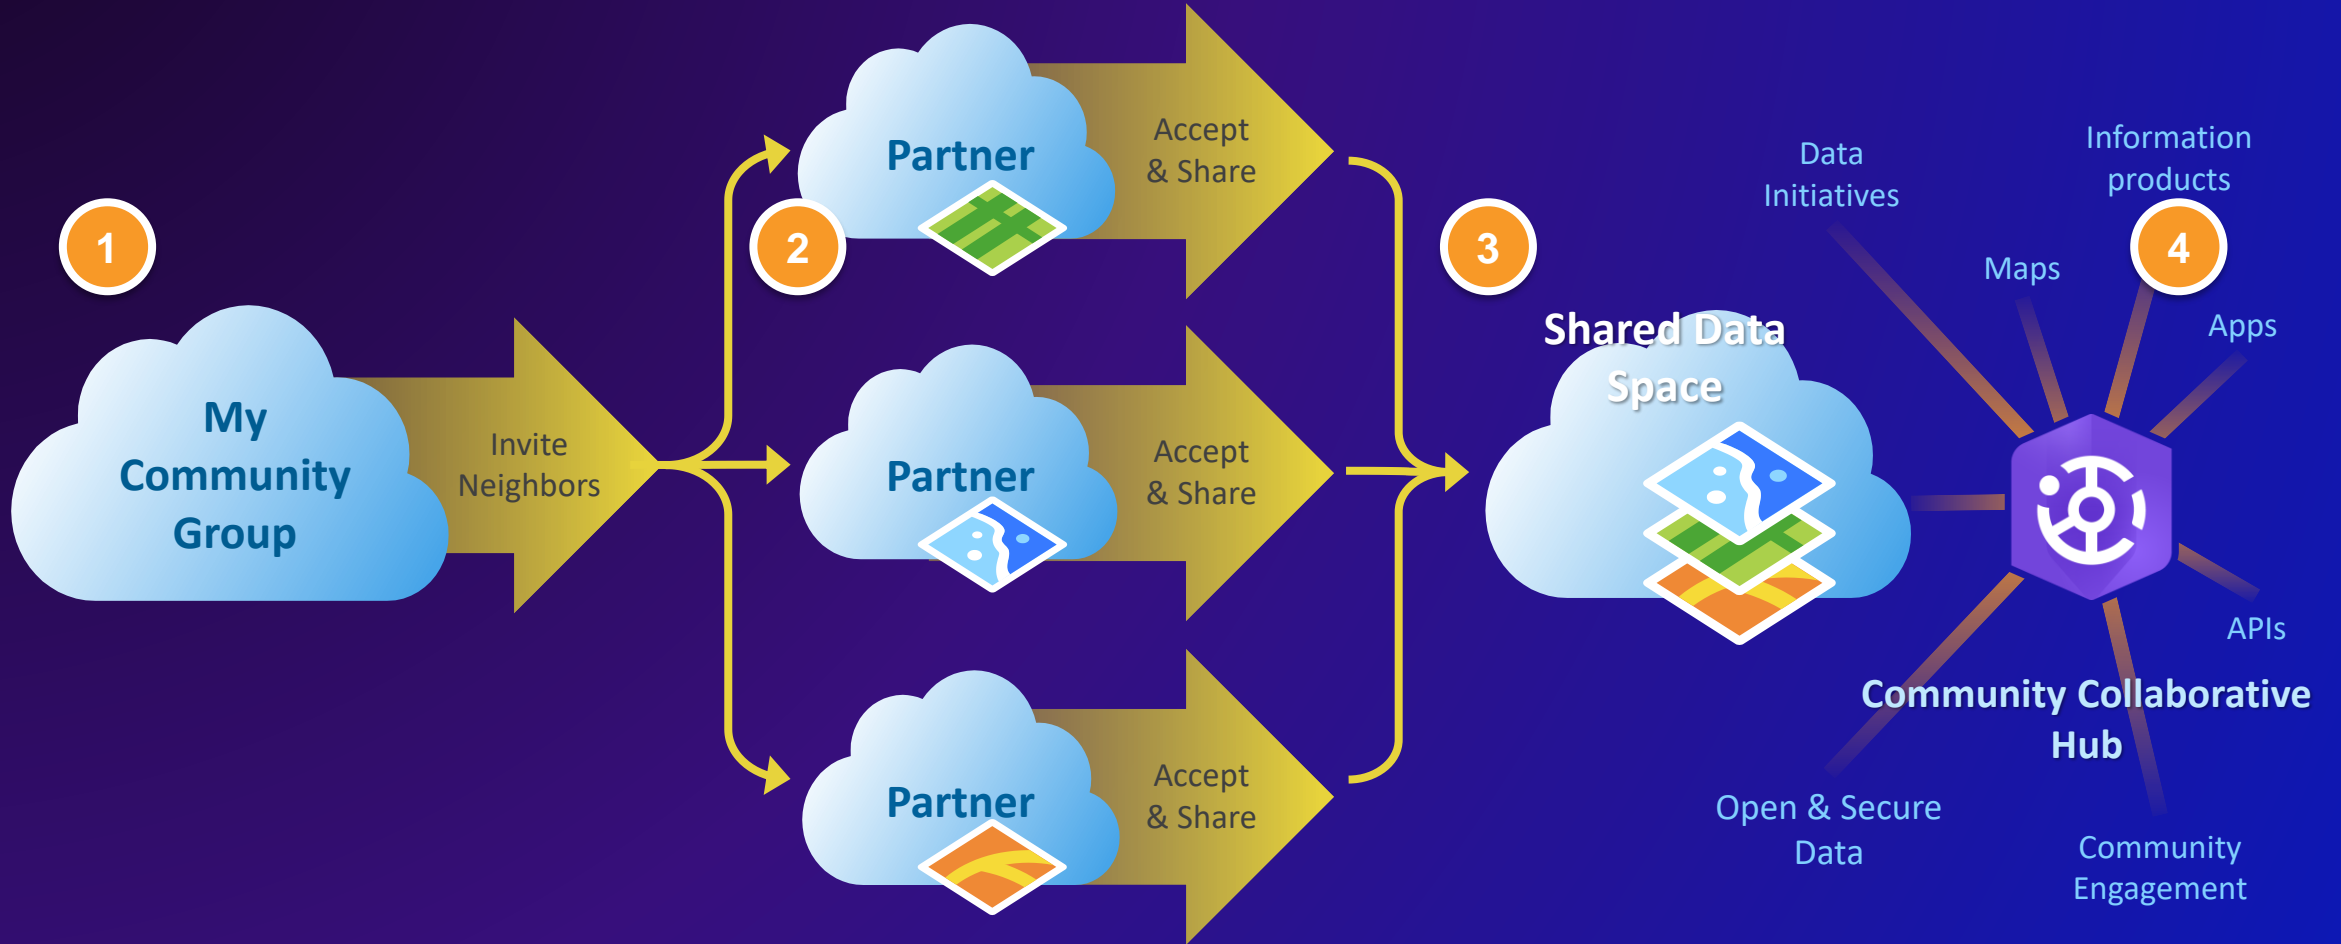 1
My
Community
Group
Invite
Neighbors
2
Partner
Accept
& Share
Partner
Accept
& Share
Partner
Accept
& Share
3
Shared Data
Space
4
Data
Initiatives
Information
products
Maps
Apps
APIs
Community Collaborative
Hub
Open & Secure
Data
Community
Engagement